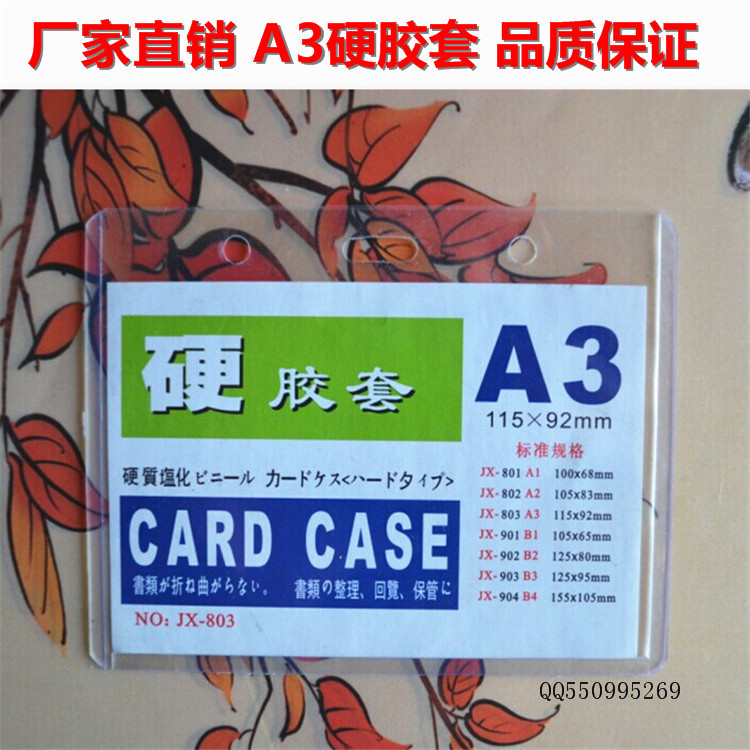 厂家直销 A3硬胶套 品质保证
硬 胶套
A3
115×92mm
标准规格
JX-801 A1 100x68mm
JX-802 A2 105x83mm
JX-803 A3 115x92mm
JX-901 B1 105x65mm
JX-902 B2 125x80mm
JX-903 B3 125x95mm
JX-904 B4 155x105mm
硬質塩化ビニール カードケス<ハードタイプ>
CARD CASE
書類が折ね曲がらない。 書類の整理、回覽、保管に
NO: JX-803
QQ550995269